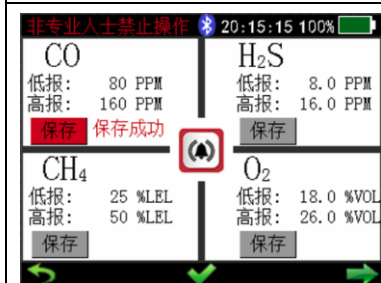 非专业人士禁止操作 20:15:15 100%
CO
低报: 80 PPM
高报: 160 PPM
保存 保存成功
H₂S
低报: 8.0 PPM
高报: 16.0 PPM
保存
CH₄
低报: 25 %LEL
高报: 50 %LEL
保存
O₂
低报: 18.0 %VOL
高报: 26.0 %VOL
保存